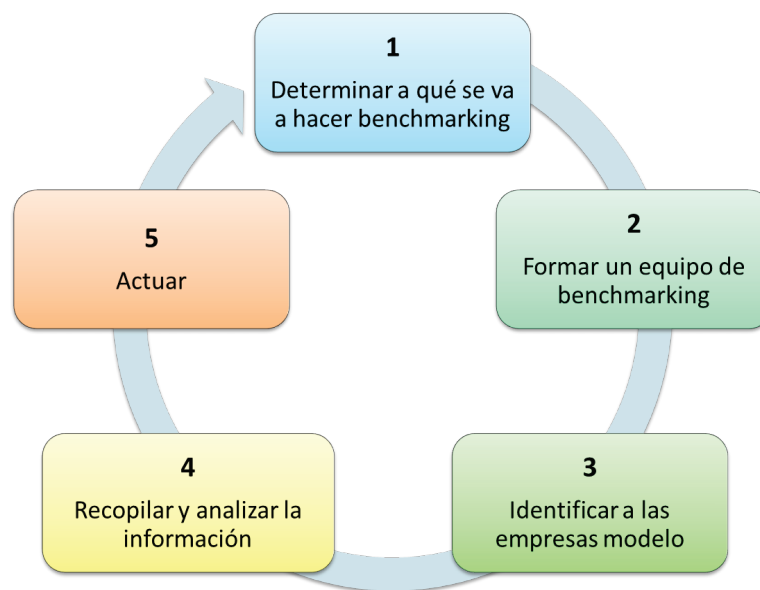 1
Determinar a qué se va
a hacer benchmarking
2
Formar un equipo de
benchmarking
3
Identificar a las
empresas modelo
4
Recopilar y analizar la
información
5
Actuar